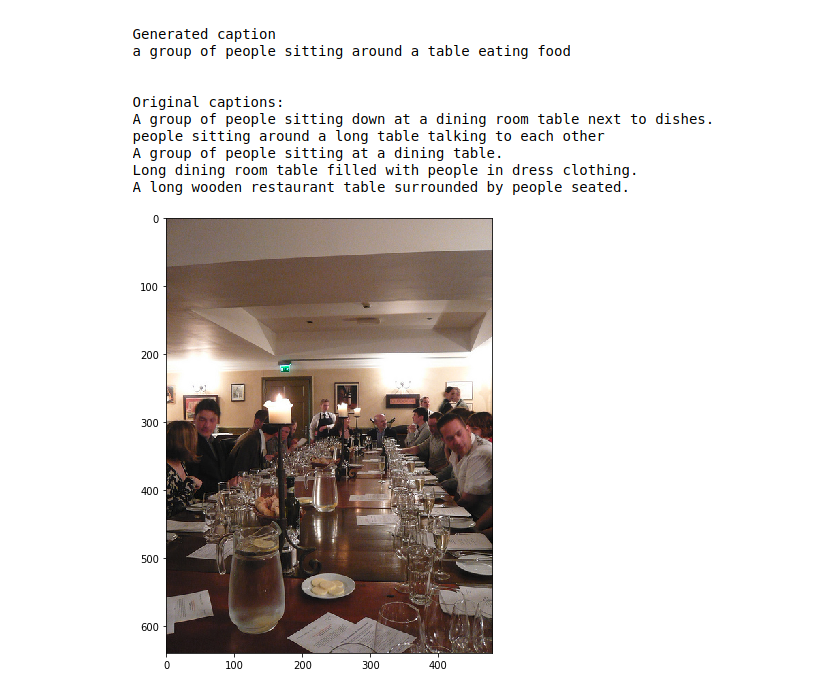 Generated caption
a group of people sitting around a table eating food
Original captions:
A group of people sitting down at a dining room table next to dishes.
people sitting around a long table talking to each other
A group of people sitting at a dining table.
Long dining room table filled with people in dress clothing.
A long wooden restaurant table surrounded by people seated.
0
100
200
300
400
500
600
0 100 200 300 400